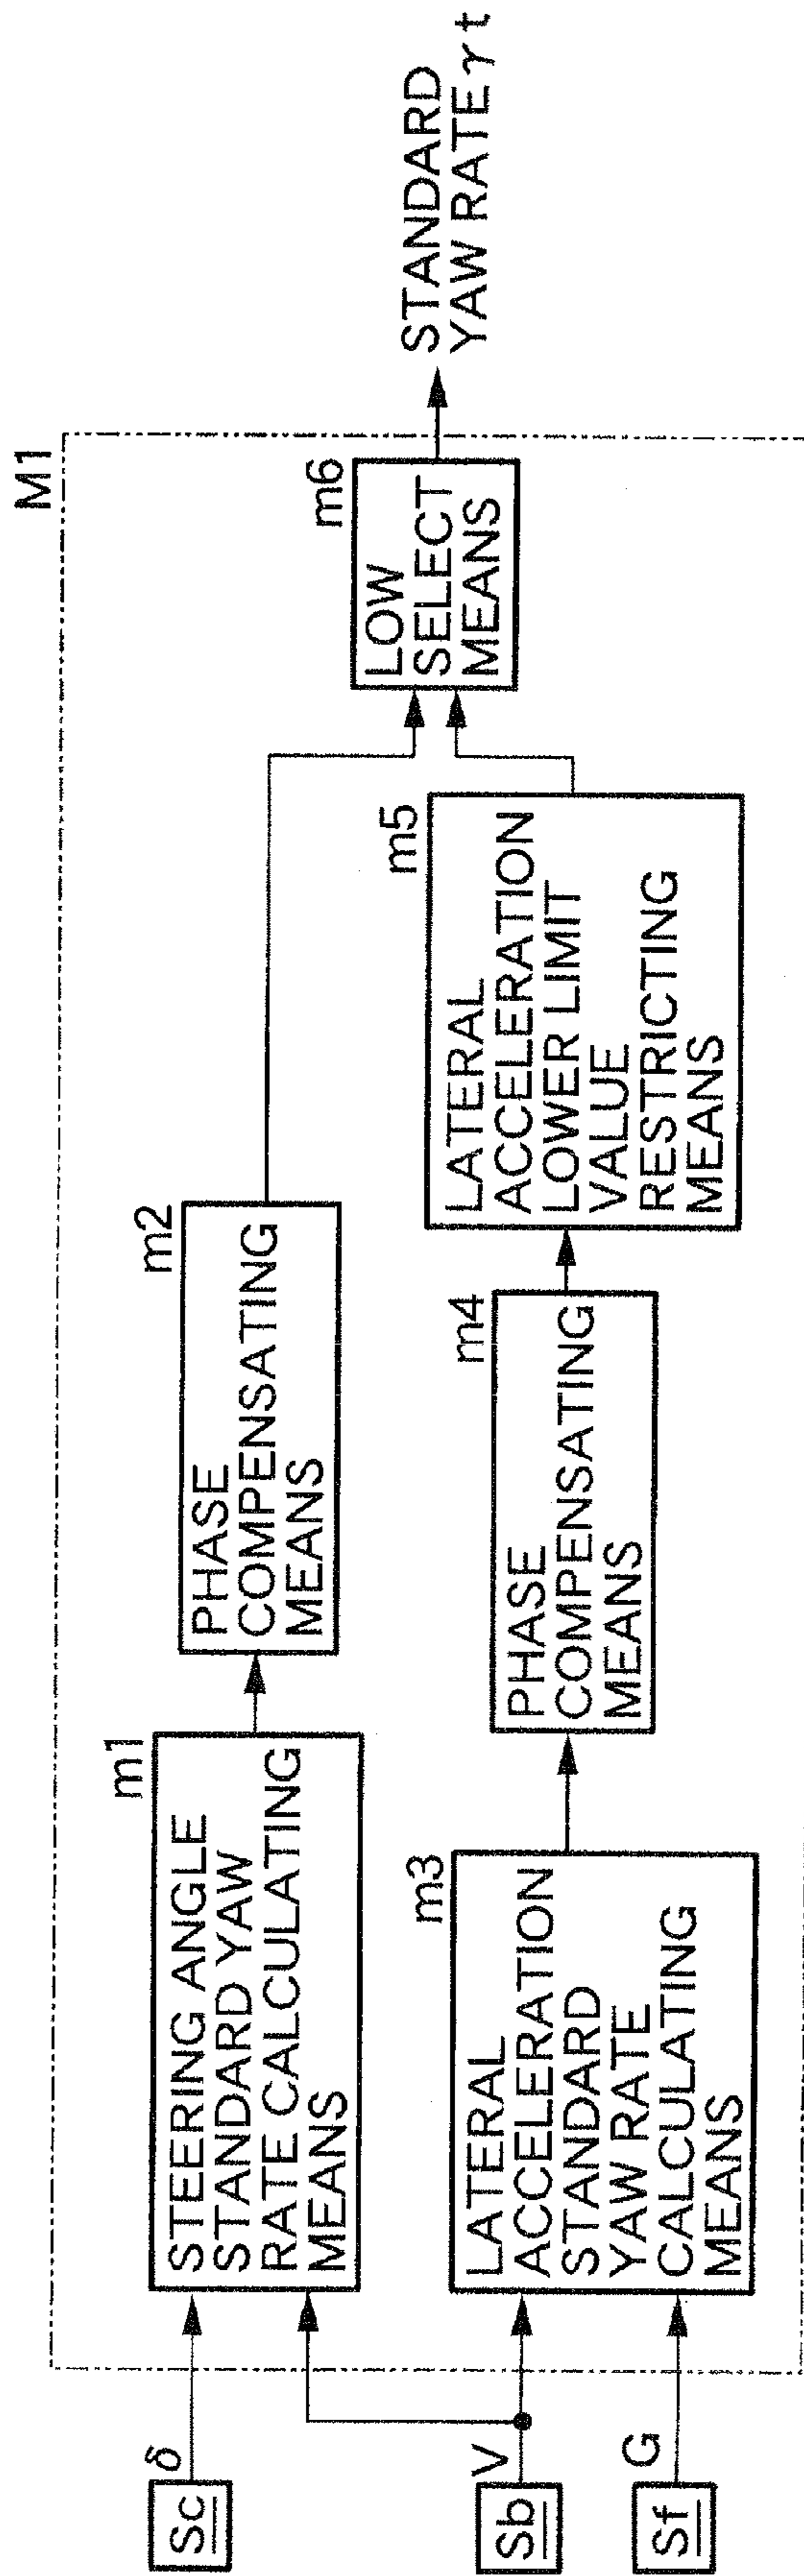 M1
Sc
δ
m1
STEERING ANGLE
STANDARD YAW
RATE CALCULATING
MEANS
m2
PHASE
COMPENSATING
MEANS
Sb
V
Sf
G
m3
LATERAL
ACCELERATION
STANDARD
YAW RATE
CALCULATING
MEANS
m4
PHASE
COMPENSATING
MEANS
m5
LATERAL
ACCELERATION
LOWER LIMIT
VALUE
RESTRICTING
MEANS
m6
LOW
SELECT
MEANS
STANDARD
YAW RATE γt